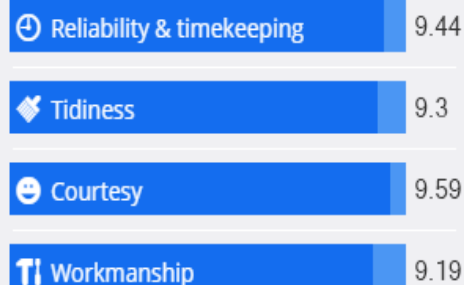 Reliability & timekeeping 9.44
Tidiness 9.3
Courtesy 9.59
Workmanship 9.19